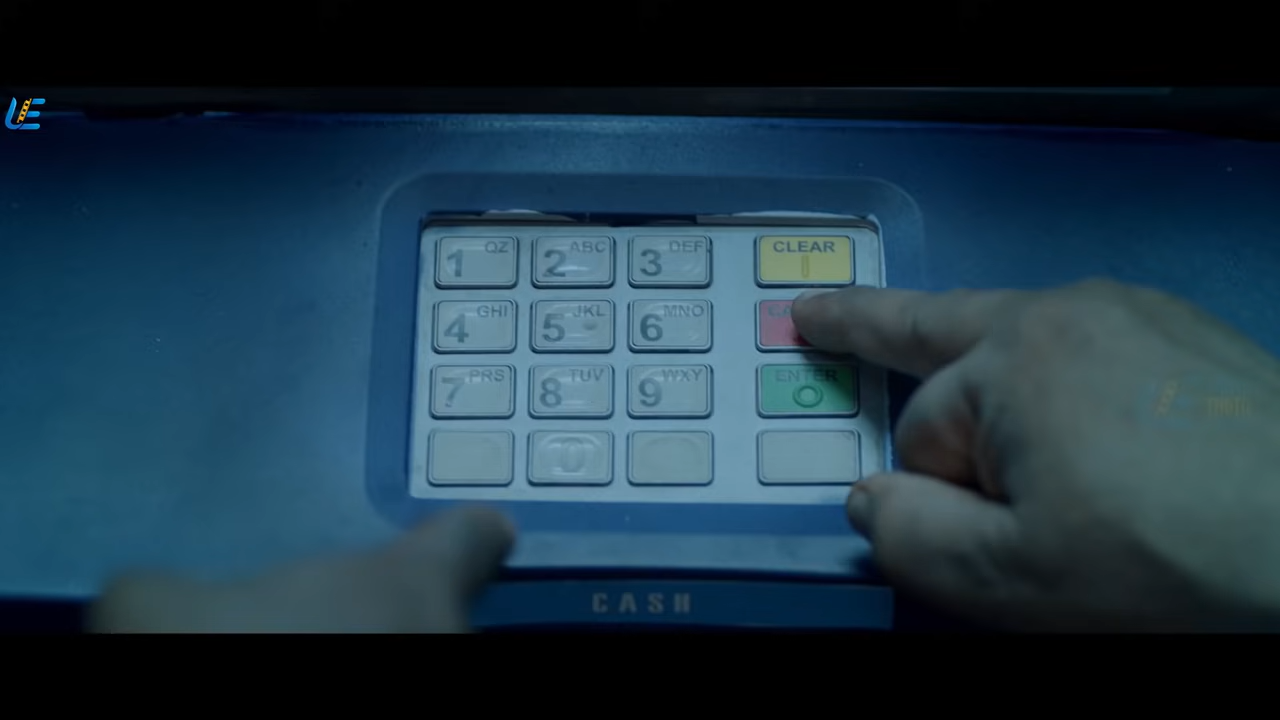 UE
1 QZ 2 ABC 3 DEF CLEAR
4 GHI 5 JKL 6 MNO
7 PRS 8 TUV 9 WXY ENTER
0
CASH